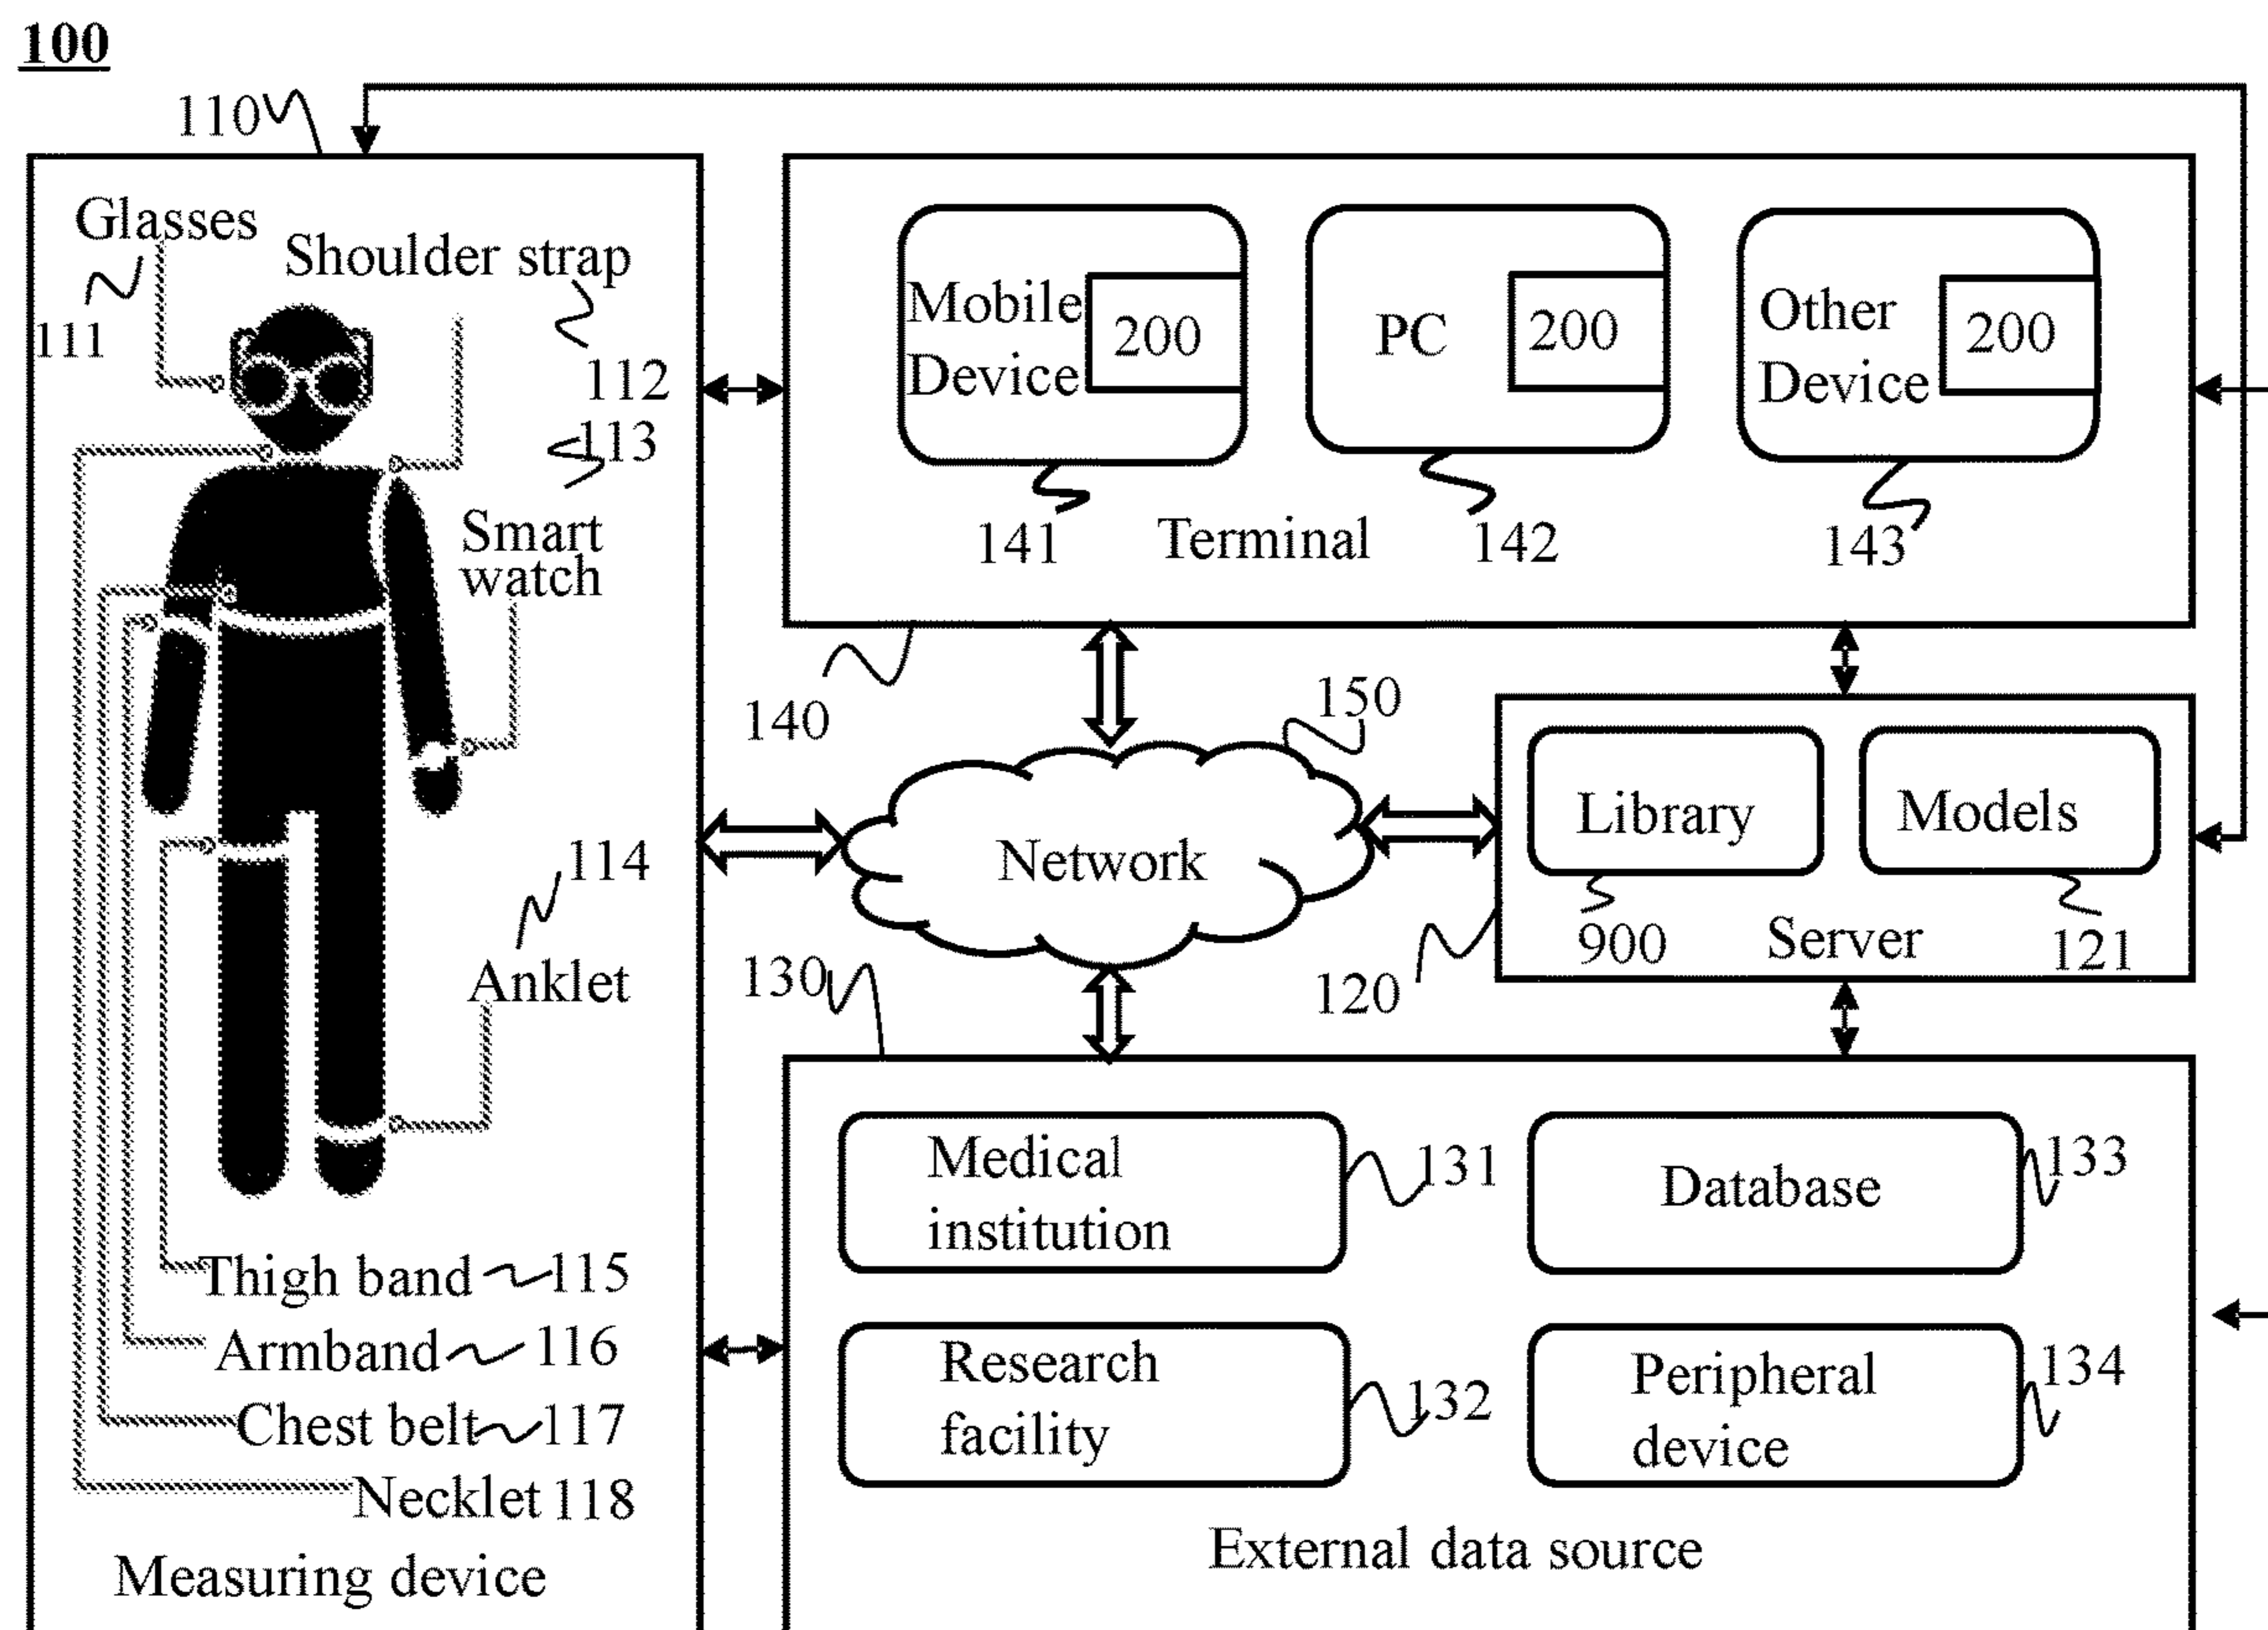 100
110
Glasses
111
Shoulder strap
112
113
Smart
watch
114
Anklet
Thigh band 115
Armband 116
Chest belt 117
Necklet 118
Measuring device
Mobile
Device
200
141
PC
200
142
Other
Device
200
143
Terminal
140
150
Network
Library
900
Models
121
Server
120
130
Medical
institution
131
Database
133
Research
facility
132
Peripheral
device
134
External data source